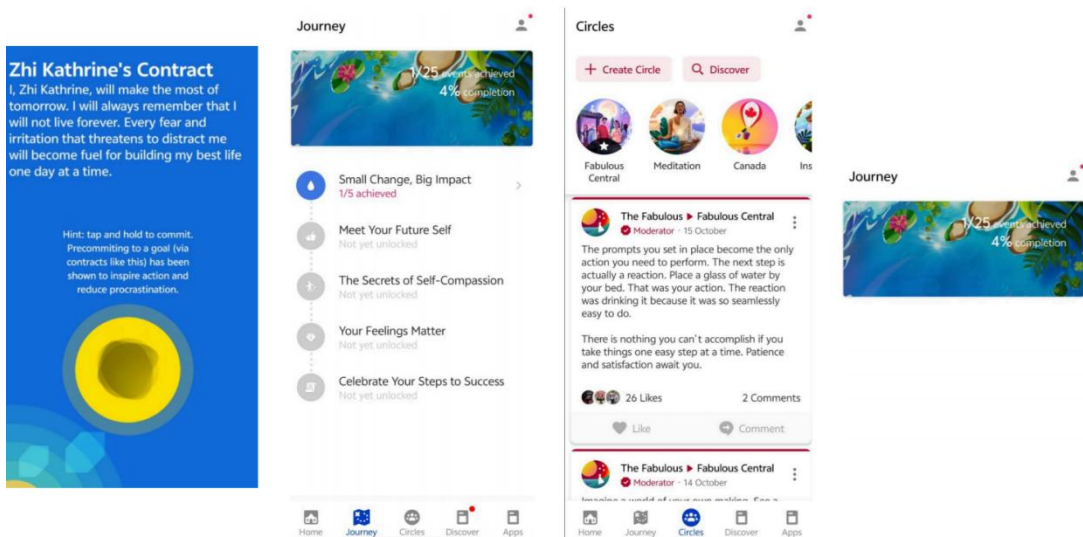 Zhi Kathrine's Contract
I, Zhi Kathrine, will make the most of
tomorrow. I will always remember that I
will not live forever. Every fear and
irritation that threatens to distract me
will become fuel for building my best life
one day at a time.
Hint: tap and hold to commit.
Precommiting to a goal (via
contracts like this) has been
shown to inspire action and
reduce procrastination.
Journey
1/25 events achieved
4% completion
Small Change, Big Impact
1/5 achieved
Meet Your Future Self
Not yet unlocked
The Secrets of Self-Compassion
Not yet unlocked
Your Feelings Matter
Not yet unlocked
Celebrate Your Steps to Success
Not yet unlocked
Home Journey Circles Discover Apps
Circles
+ Create Circle Discover
Fabulous
Central
Meditation
Canada
Ins
The Fabulous ▶ Fabulous Central
Moderator · 15 October
The prompts you set in place become the only
action you need to perform. The next step is
actually a reaction. Place a glass of water by
your bed. That was your action. The reaction
was drinking it because it was so seamlessly
easy to do.
There is nothing you can't accomplish if you
take things one easy step at a time. Patience
and satisfaction await you.
26 Likes 2 Comments
Like Comment
The Fabulous ▶ Fabulous Central
Moderator · 14 October
Imagine a world of your own making. See a
Home Journey Circles Discover Apps
Journey
1/25 events achieved
4% completion